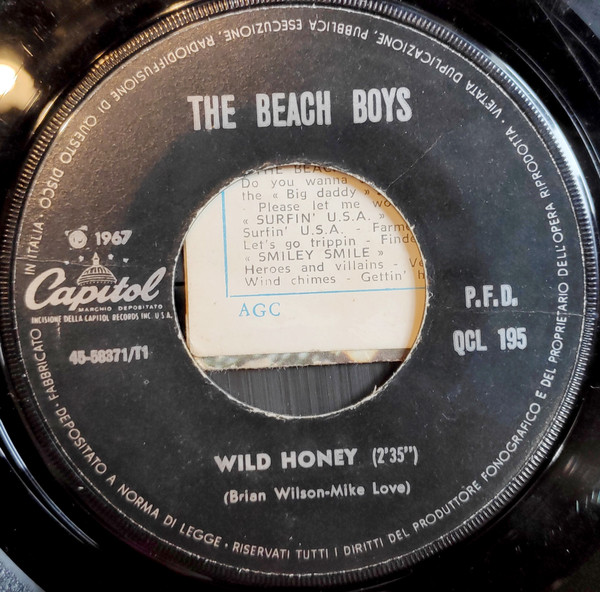 THE BEACH BOYS
℗ 1967
Capitol
MARCHIO DEPOSITATO
INCISIONE DELLA CAPITOL RECORDS INC. U.S.A.
45-58371/T1
P.F.D.
QCL 195
WILD HONEY (2'35")
(Brian Wilson-Mike Love)
FABBRICATO IN ITALIA · VIETATA DUPLICAZIONE, PUBBLICA ESECUZIONE, RADIODIFFUSIONE DI QUESTO DISCO · DEPOSITATO A NORMA DI LEGGE · RISERVATI TUTTI I DIRITTI DEL PRODUTTORE FONOGRAFICO E DEL PROPRIETARIO DELL'OPERA RIPRODOTTA ·
THE BEAC
Do you wanna
the « Big daddy »
Please let me wo
« SURFIN' U.S.A. »
Surfin' U.S.A. - Farm
Let's go trippin - Finde
« SMILEY SMILE »
Heroes and villains - V
Wind chimes - Gettin' h
AGC